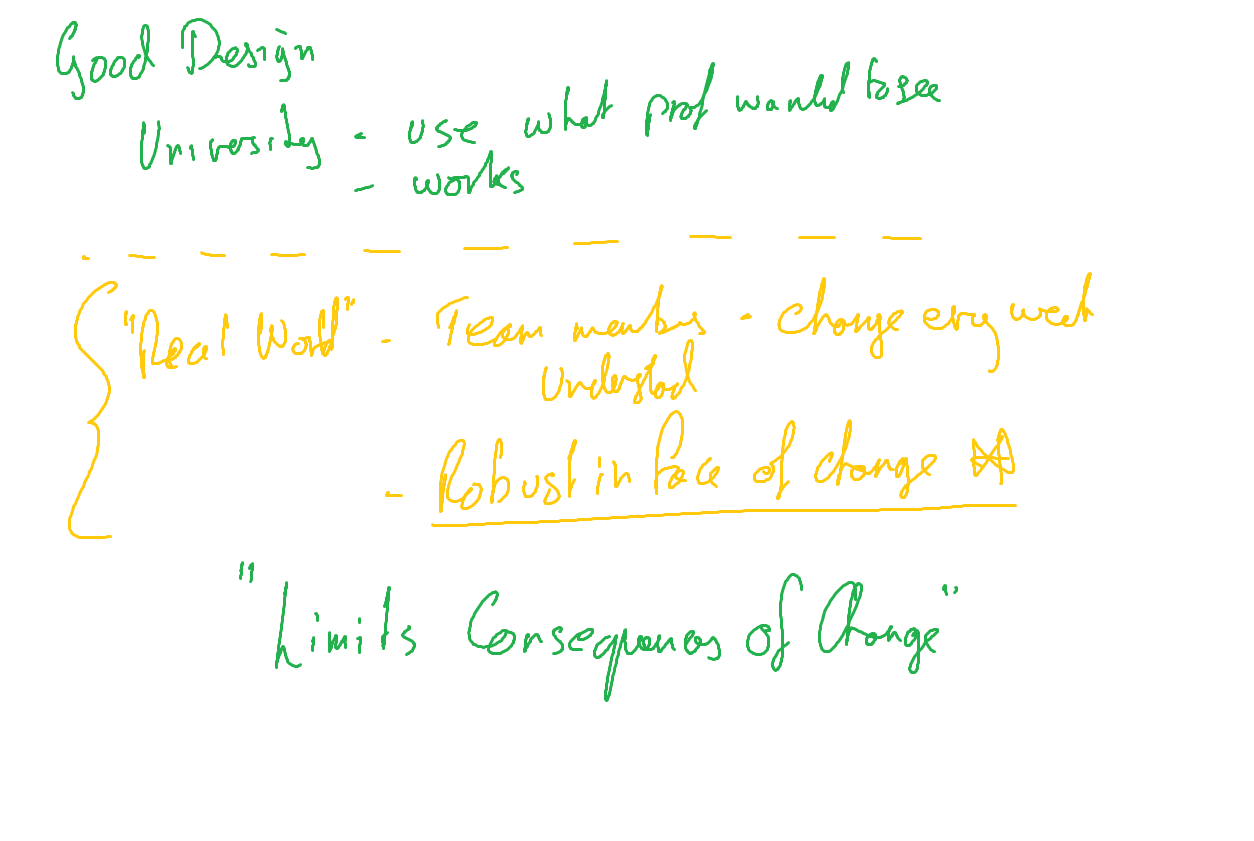 Good Design
University - use what prof wanted to see
- works
"Real World" - Team members - change every week
understood
- Robust in face of change
"Limits Consequences of Change"